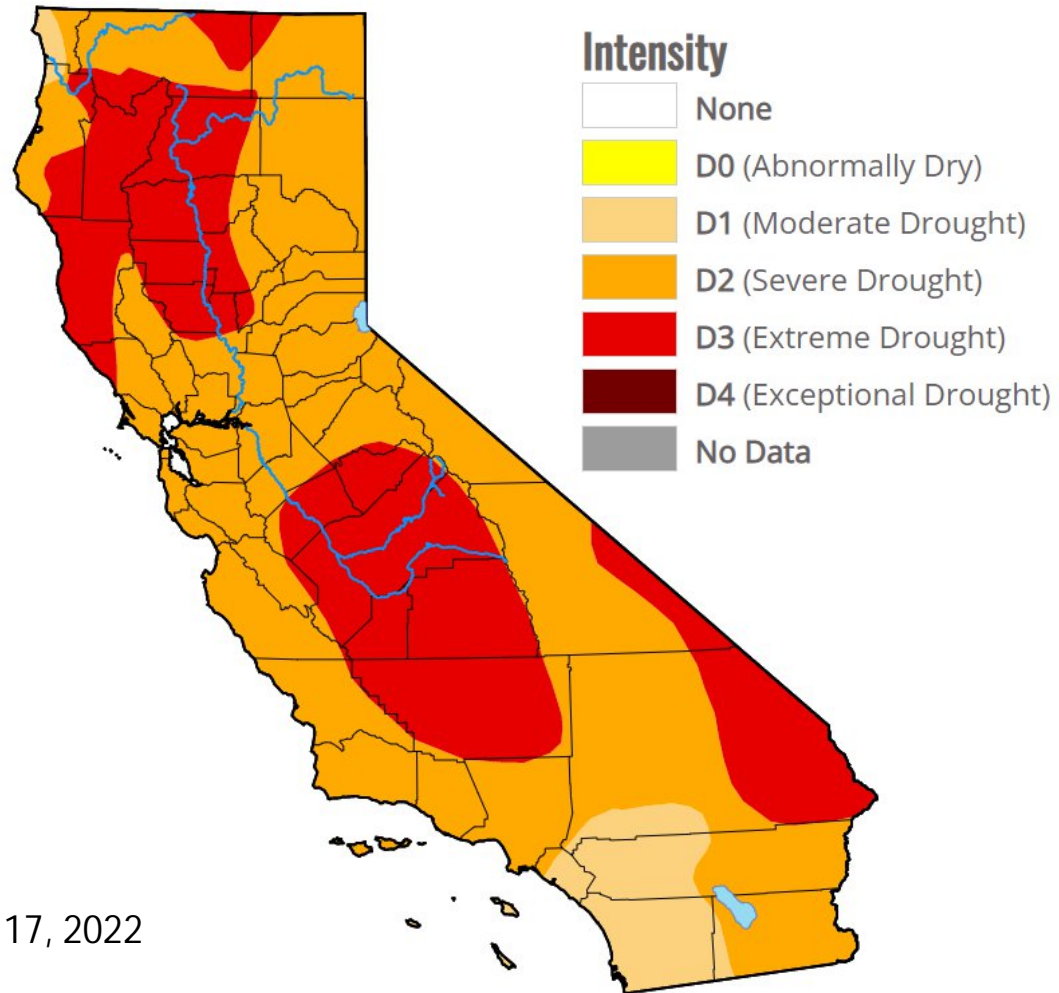 Intensity
None
D0 (Abnormally Dry)
D1 (Moderate Drought)
D2 (Severe Drought)
D3 (Extreme Drought)
D4 (Exceptional Drought)
No Data
17, 2022